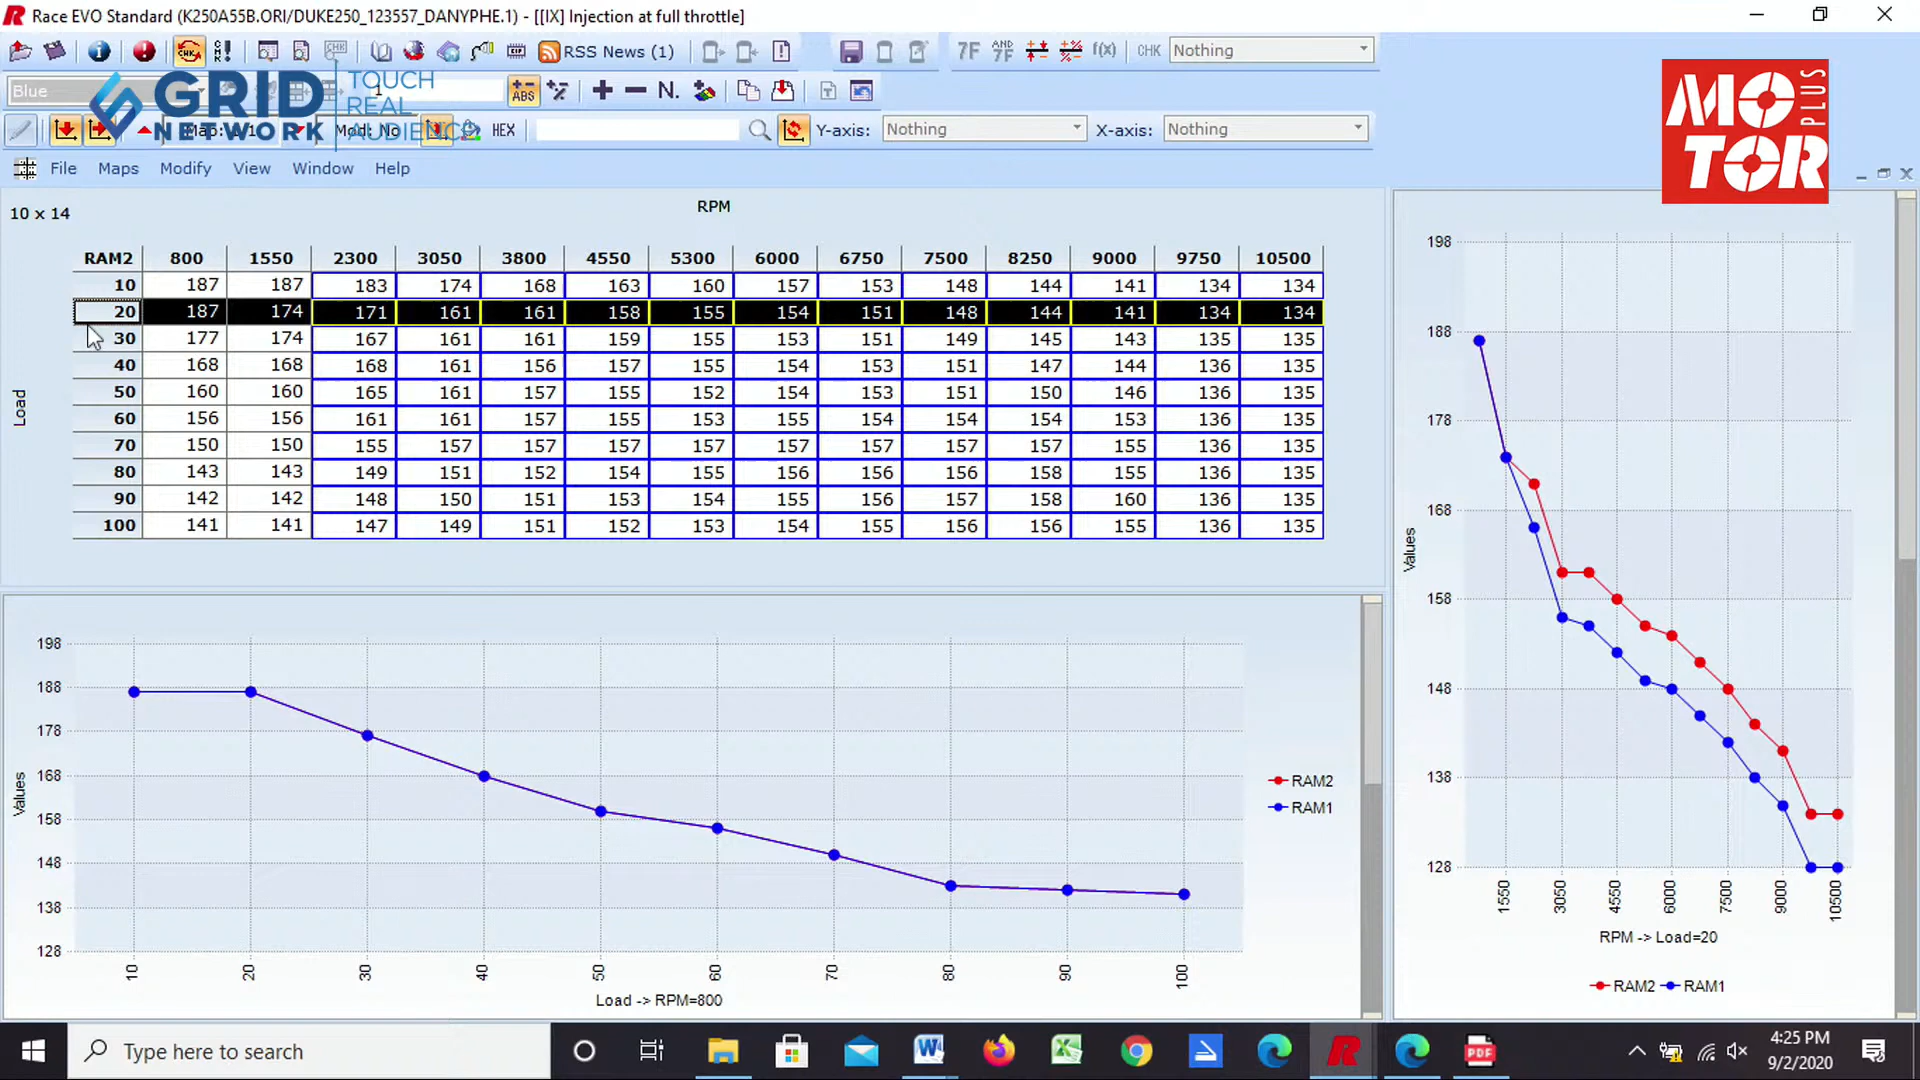 Race EVO Standard (K250A55B.ORI/DUKE250_123557_DANYPHE.1) - [[IX] Injection at full throttle]
RSS News (1)
7F
AND 7F
f(x)
CHK
Nothing
Blue
1
ABS
N.
GRID NETWORK
TOUCH
REAL
AUDIENCE
Map: 1/1
Mod: No
HEX
Y-axis:
Nothing
X-axis:
Nothing
MOTOR PLUS
File
Maps
Modify
View
Window
Help
10 x 14
RPM
RAM2 800 1550 2300 3050 3800 4550 5300 6000 6750 7500 8250 9000 9750 10500
10 187 187 183 174 168 163 160 157 153 148 144 141 134 134
20 187 174 171 161 161 158 155 154 151 148 144 141 134 134
30 177 174 167 161 161 159 155 153 151 149 145 143 135 135
40 168 168 168 161 156 157 155 154 153 151 147 144 136 135
50 160 160 165 161 157 155 152 154 153 151 150 146 136 135
60 156 156 161 161 157 155 153 155 154 154 154 153 136 135
70 150 150 155 157 157 157 157 157 157 157 157 155 136 135
80 143 143 149 151 152 154 155 156 156 156 158 155 136 135
90 142 142 148 150 151 153 154 155 156 157 158 160 136 135
100 141 141 147 149 151 152 153 154 155 156 156 155 136 135
Load
198
188
178
168
158
148
138
128
Values
10 20 30 40 50 60 70 80 90 100
Load -> RPM=800
RAM2
RAM1
198
188
178
168
158
148
138
128
Values
1550 3050 4550 6000 7500 9000 10500
RPM -> Load=20
RAM2 RAM1
Type here to search
4:25 PM
9/2/2020